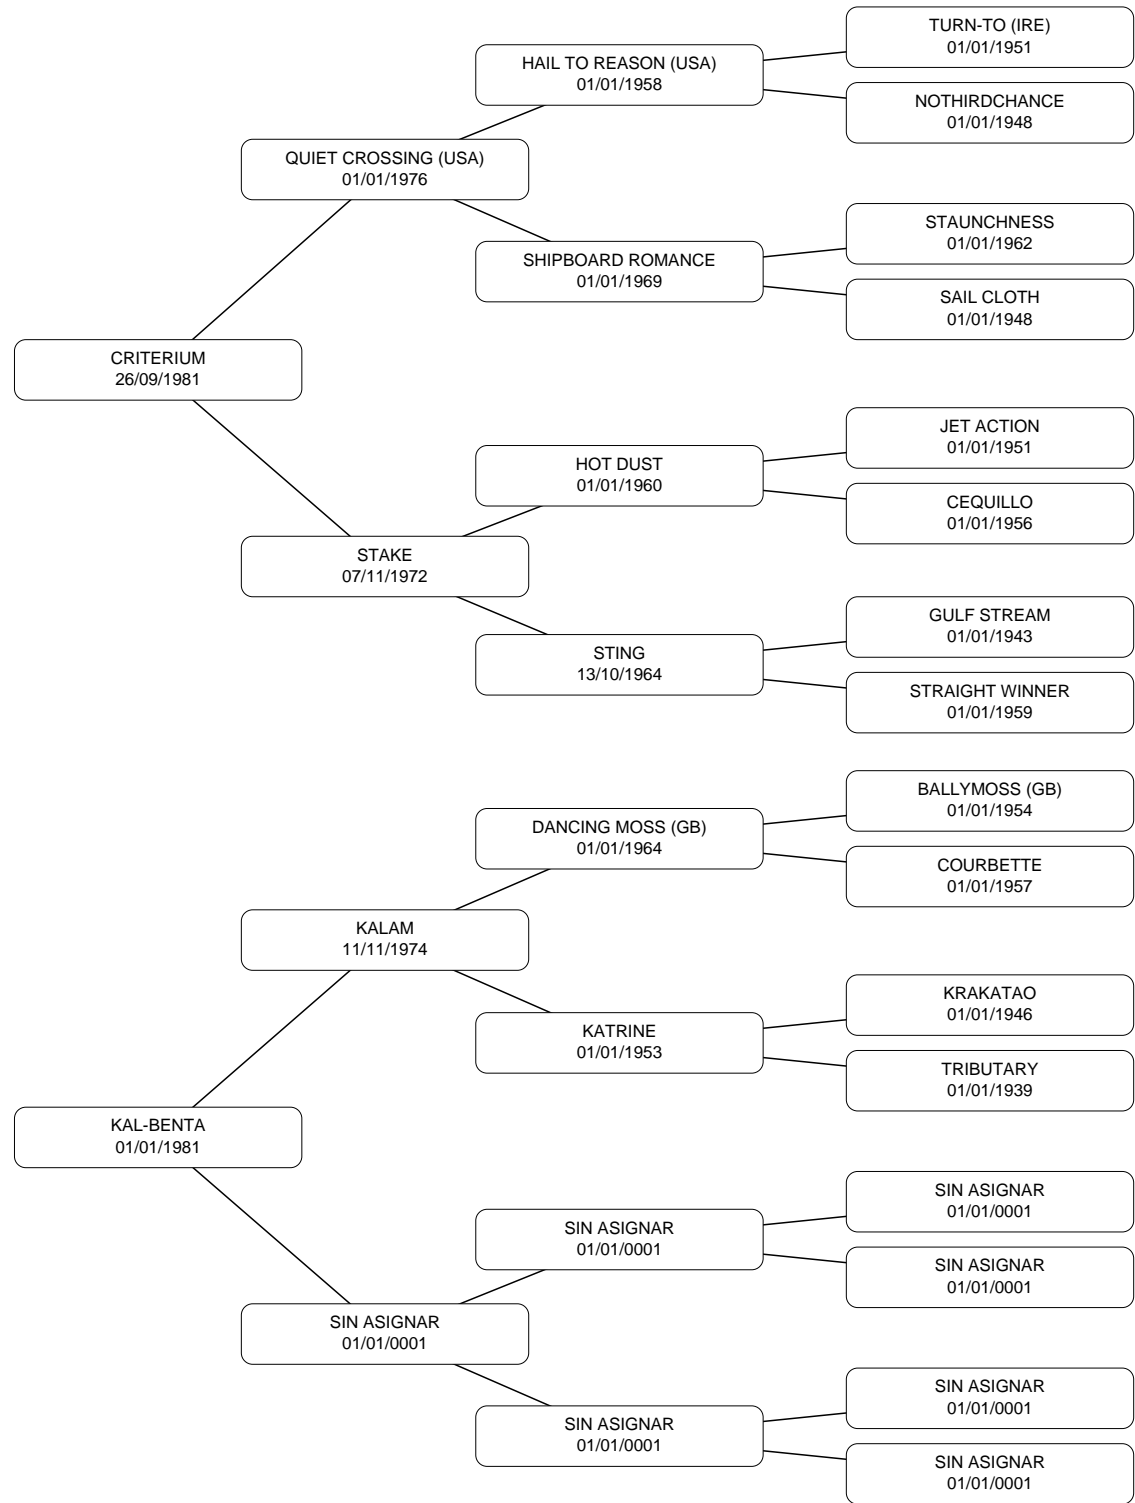 TURN-TO (IRE)
01/01/1951
HAIL TO REASON (USA)
01/01/1958
NOTHIRDCHANCE
01/01/1948
QUIET CROSSING (USA)
01/01/1976
STAUNCHNESS
01/01/1962
SHIPBOARD ROMANCE
01/01/1969
SAIL CLOTH
01/01/1948
CRITERIUM
26/09/1981
JET ACTION
01/01/1951
HOT DUST
01/01/1960
CEQUILLO
01/01/1956
STAKE
07/11/1972
GULF STREAM
01/01/1943
STING
13/10/1964
STRAIGHT WINNER
01/01/1959
BALLYMOSS (GB)
01/01/1954
DANCING MOSS (GB)
01/01/1964
COURBETTE
01/01/1957
KALAM
11/11/1974
KRAKATAO
01/01/1946
KATRINE
01/01/1953
TRIBUTARY
01/01/1939
KAL-BENTA
01/01/1981
SIN ASIGNAR
01/01/0001
SIN ASIGNAR
01/01/0001
SIN ASIGNAR
01/01/0001
SIN ASIGNAR
01/01/0001
SIN ASIGNAR
01/01/0001
SIN ASIGNAR
01/01/0001
SIN ASIGNAR
01/01/0001